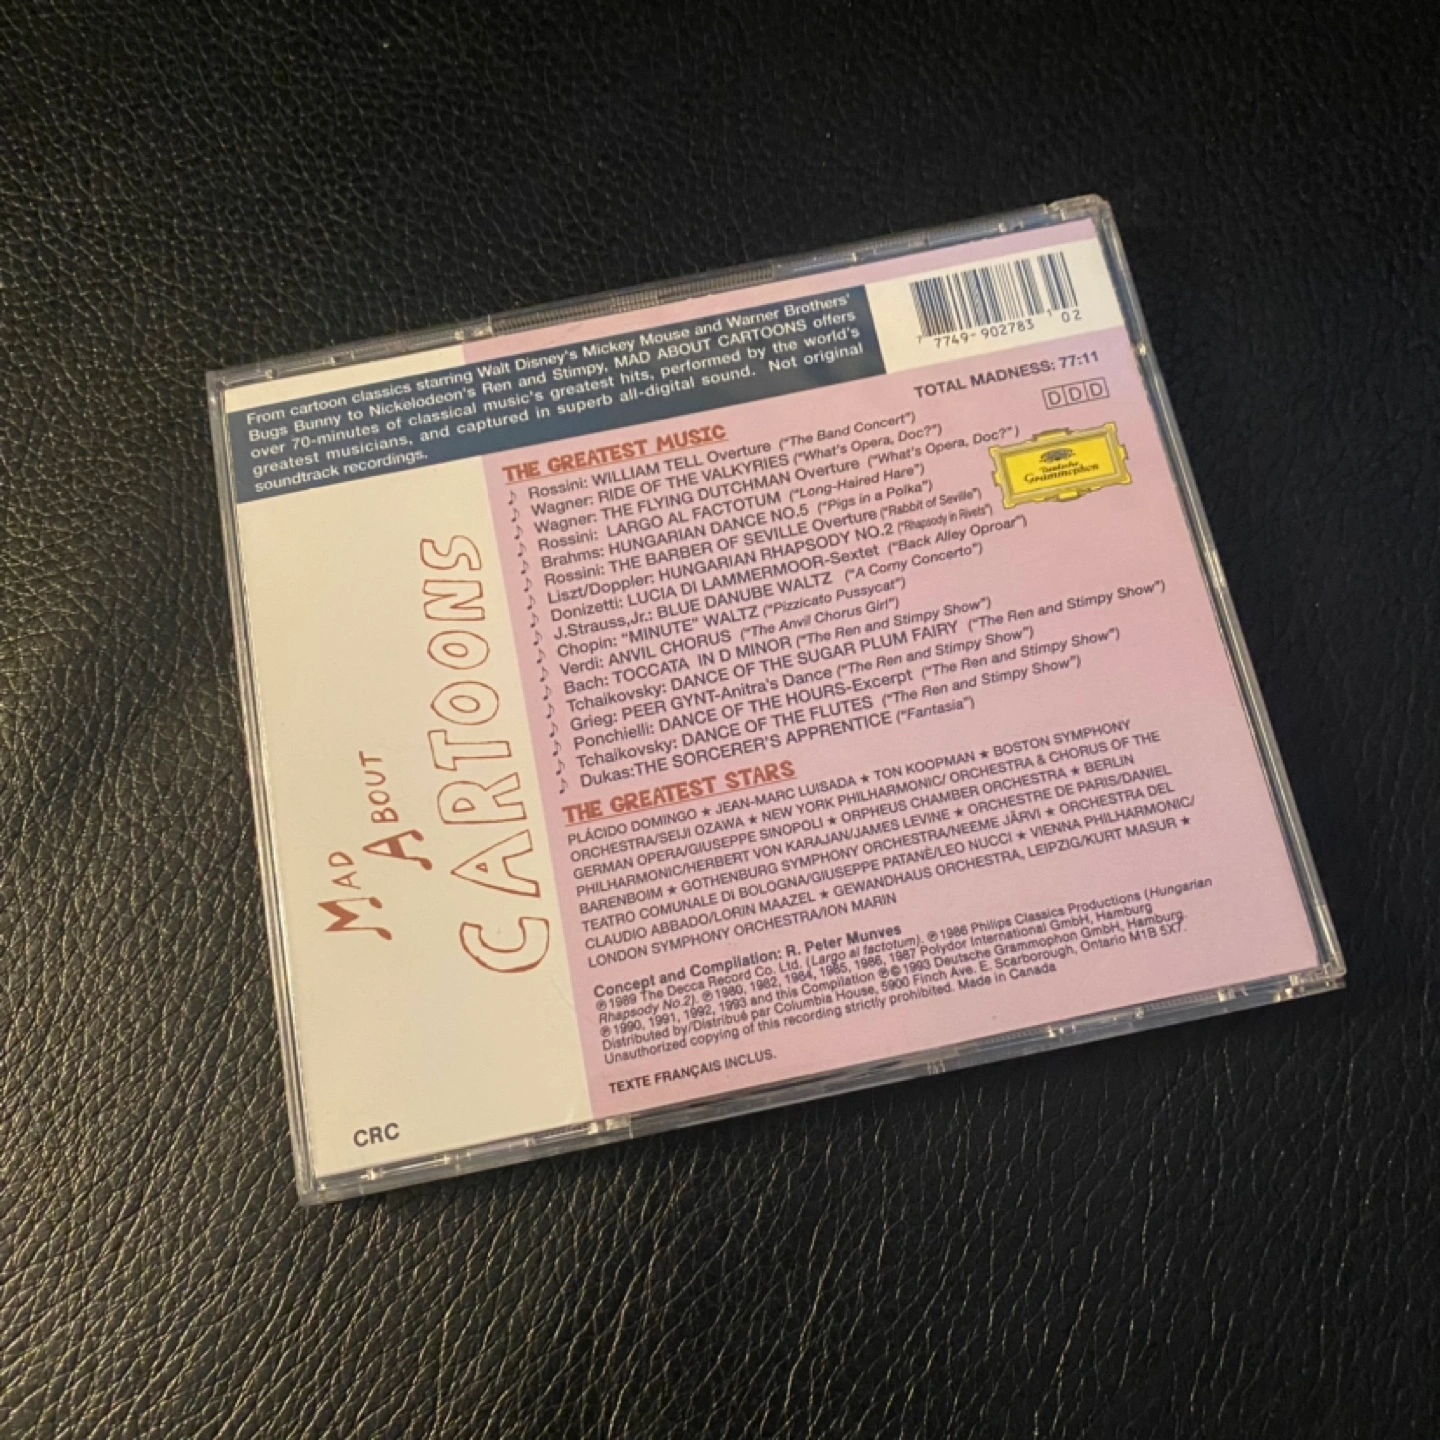 From cartoon classics starring Walt Disney's Mickey Mouse and Warner Brothers'
Bugs Bunny to Nickelodeon's Ren and Stimpy, MAD ABOUT CARTOONS offers
over 70-minutes of classical music's greatest hits, performed by the world's
greatest musicians, and captured in superb all-digital sound. Not original
soundtrack recordings.
7 7749-902783 1 02
TOTAL MADNESS: 77:11
DDD
Deutsche
Grammophon
MAD
ABOUT
CARTOONS
THE GREATEST MUSIC
Rossini: WILLIAM TELL Overture ("The Band Concert")
Wagner: RIDE OF THE VALKYRIES ("What's Opera, Doc?")
Wagner: THE FLYING DUTCHMAN Overture ("What's Opera, Doc?")
Rossini: LARGO AL FACTOTUM ("Long-Haired Hare")
Brahms: HUNGARIAN DANCE NO.5 ("Pigs in a Polka")
Rossini: THE BARBER OF SEVILLE Overture ("Rabbit of Seville")
Liszt/Doppler: HUNGARIAN RHAPSODY NO.2 ("Rhapsody in Rivets")
Donizetti: LUCIA DI LAMMERMOOR-Sextet ("Back Alley Oproar")
J.Strauss,Jr.: BLUE DANUBE WALTZ ("A Corny Concerto")
Chopin: "MINUTE" WALTZ ("Pizzicato Pussycat")
Verdi: ANVIL CHORUS ("The Anvil Chorus Girl")
Bach: TOCCATA IN D MINOR ("The Ren and Stimpy Show")
Tchaikovsky: DANCE OF THE SUGAR PLUM FAIRY ("The Ren and Stimpy Show")
Grieg: PEER GYNT-Anitra's Dance ("The Ren and Stimpy Show")
Ponchielli: DANCE OF THE HOURS-Excerpt ("The Ren and Stimpy Show")
Tchaikovsky: DANCE OF THE FLUTES ("The Ren and Stimpy Show")
Dukas:THE SORCERER'S APPRENTICE ("Fantasia")
THE GREATEST STARS
PLÁCIDO DOMINGO ★ JEAN-MARC LUISADA ★ TON KOOPMAN ★ BOSTON SYMPHONY
ORCHESTRA/SEIJI OZAWA ★ NEW YORK PHILHARMONIC/ ORCHESTRA & CHORUS OF THE
GERMAN OPERA/GIUSEPPE SINOPOLI ★ ORPHEUS CHAMBER ORCHESTRA ★ BERLIN
PHILHARMONIC/HERBERT VON KARAJAN/JAMES LEVINE ★ ORCHESTRE DE PARIS/DANIEL
BARENBOIM ★ GOTHENBURG SYMPHONY ORCHESTRA/NEEME JÄRVI ★ ORCHESTRA DEL
TEATRO COMUNALE DI BOLOGNA/GIUSEPPE PATANÈ/LEO NUCCI ★ VIENNA PHILHARMONIC/
CLAUDIO ABBADO/LORIN MAAZEL ★ GEWANDHAUS ORCHESTRA, LEIPZIG/KURT MASUR ★
LONDON SYMPHONY ORCHESTRA/ION MARIN
Concept and Compilation: R. Peter Munves
℗ 1989 The Decca Record Co. Ltd. (Largo al factotum), ℗ 1986 Philips Classics Productions (Hungarian
Rhapsody No.2). ℗ 1980, 1982, 1984, 1985, 1986, 1987 Polydor International GmbH, Hamburg
℗ 1990, 1991, 1992, 1993 and this Compilation ℗ © 1993 Deutsche Grammophon GmbH, Hamburg.
Distributed by/Distribué par Columbia House, 5900 Finch Ave. E. Scarborough, Ontario M1B 5X7.
Unauthorized copying of this recording strictly prohibited. Made in Canada
TEXTE FRANÇAIS INCLUS.
CRC